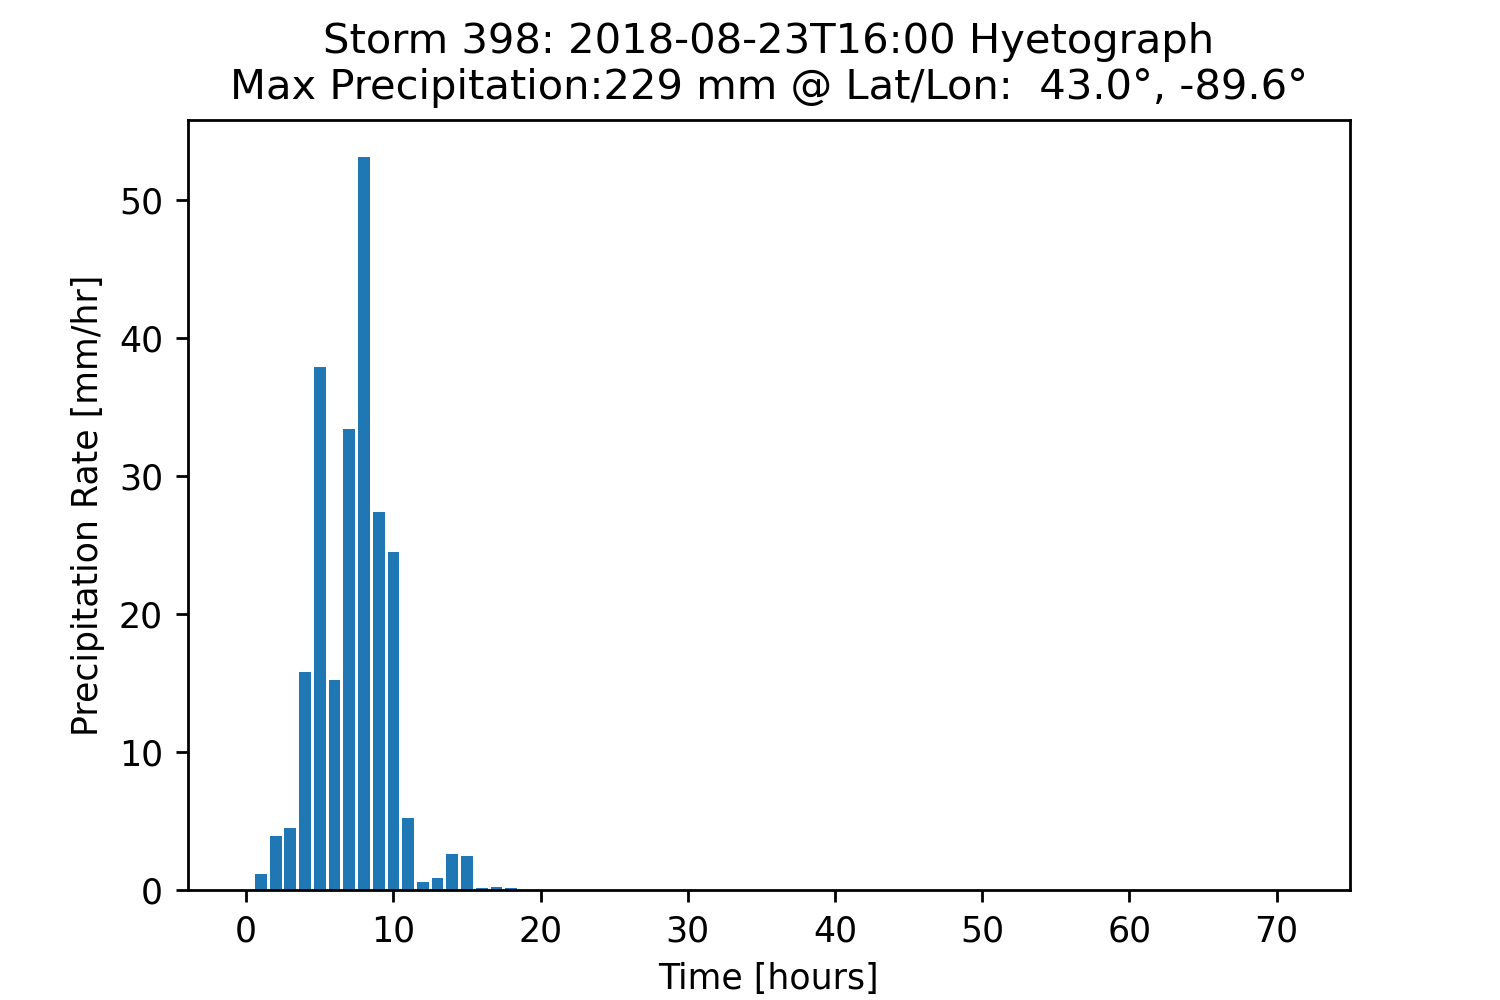 Storm 398: 2018-08-23T16:00 Hyetograph
Max Precipitation:229 mm @ Lat/Lon:  43.0°, -89.6°
50
40
30
20
10
0
Precipitation Rate [mm/hr]
0 10 20 30 40 50 60 70
Time [hours]